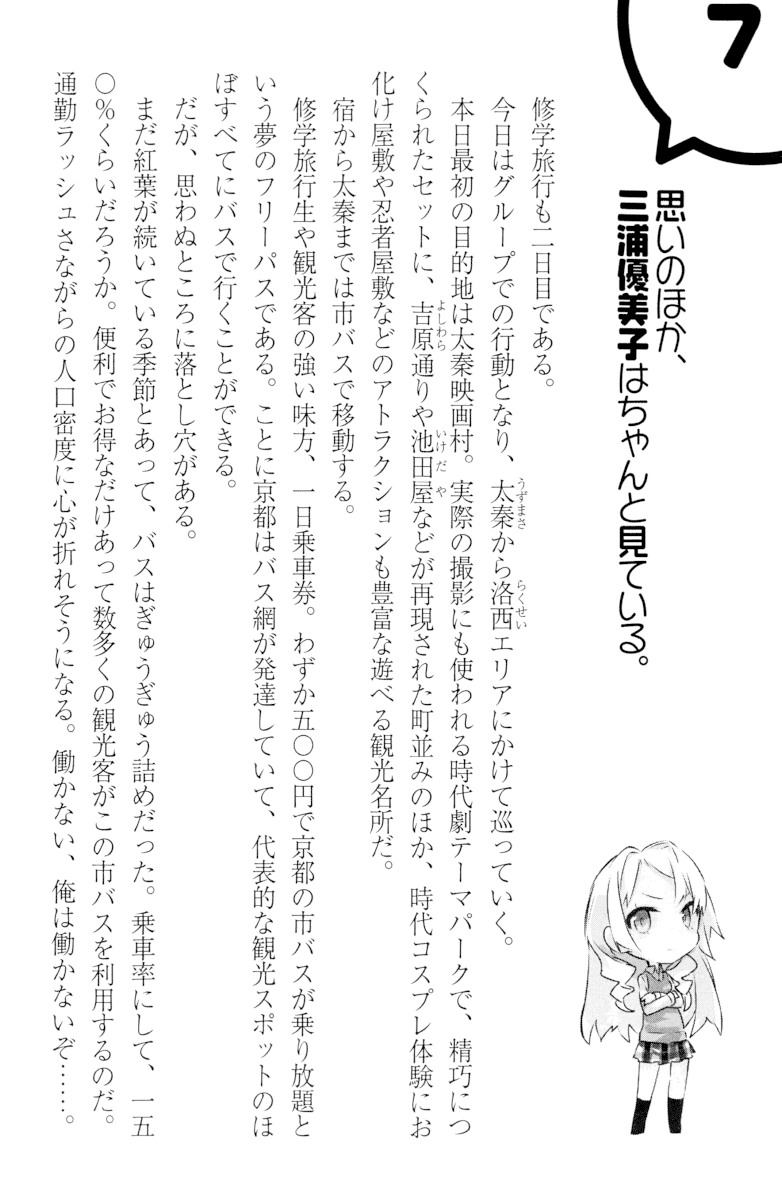 7
思いのほか、
三浦優美子はちゃんと見ている。
修学旅行も二日目である。
今日はグループでの行動となり、太秦から洛西エリアにかけて巡っていく。
うずまさ
らくせい
本日最初の目的地は太秦映画村。実際の撮影にも使われる時代劇テーマパークで、精巧につ
くられたセットに、吉原通りや池田屋などが再現された町並みのほか、時代コスプレ体験にお
よしわら
いけだや
化け屋敷や忍者屋敷などのアトラクションも豊富な遊べる観光名所だ。
宿から太秦までは市バスで移動する。
修学旅行生や観光客の強い味方、一日乗車券。わずか五〇〇円で京都の市バスが乗り放題と
いう夢のフリーパスである。ことに京都はバス網が発達していて、代表的な観光スポットのほ
ぼすべてにバスで行くことができる。
だが、思わぬところに落とし穴がある。
まだ紅葉が続いている季節とあって、バスはぎゅうぎゅう詰めだった。乗車率にして、一五
〇％くらいだろうか。便利でお得なだけあって数多くの観光客がこの市バスを利用するのだ。
通勤ラッシュさながらの人口密度に心が折れそうになる。働かない、俺は働かないぞ……。